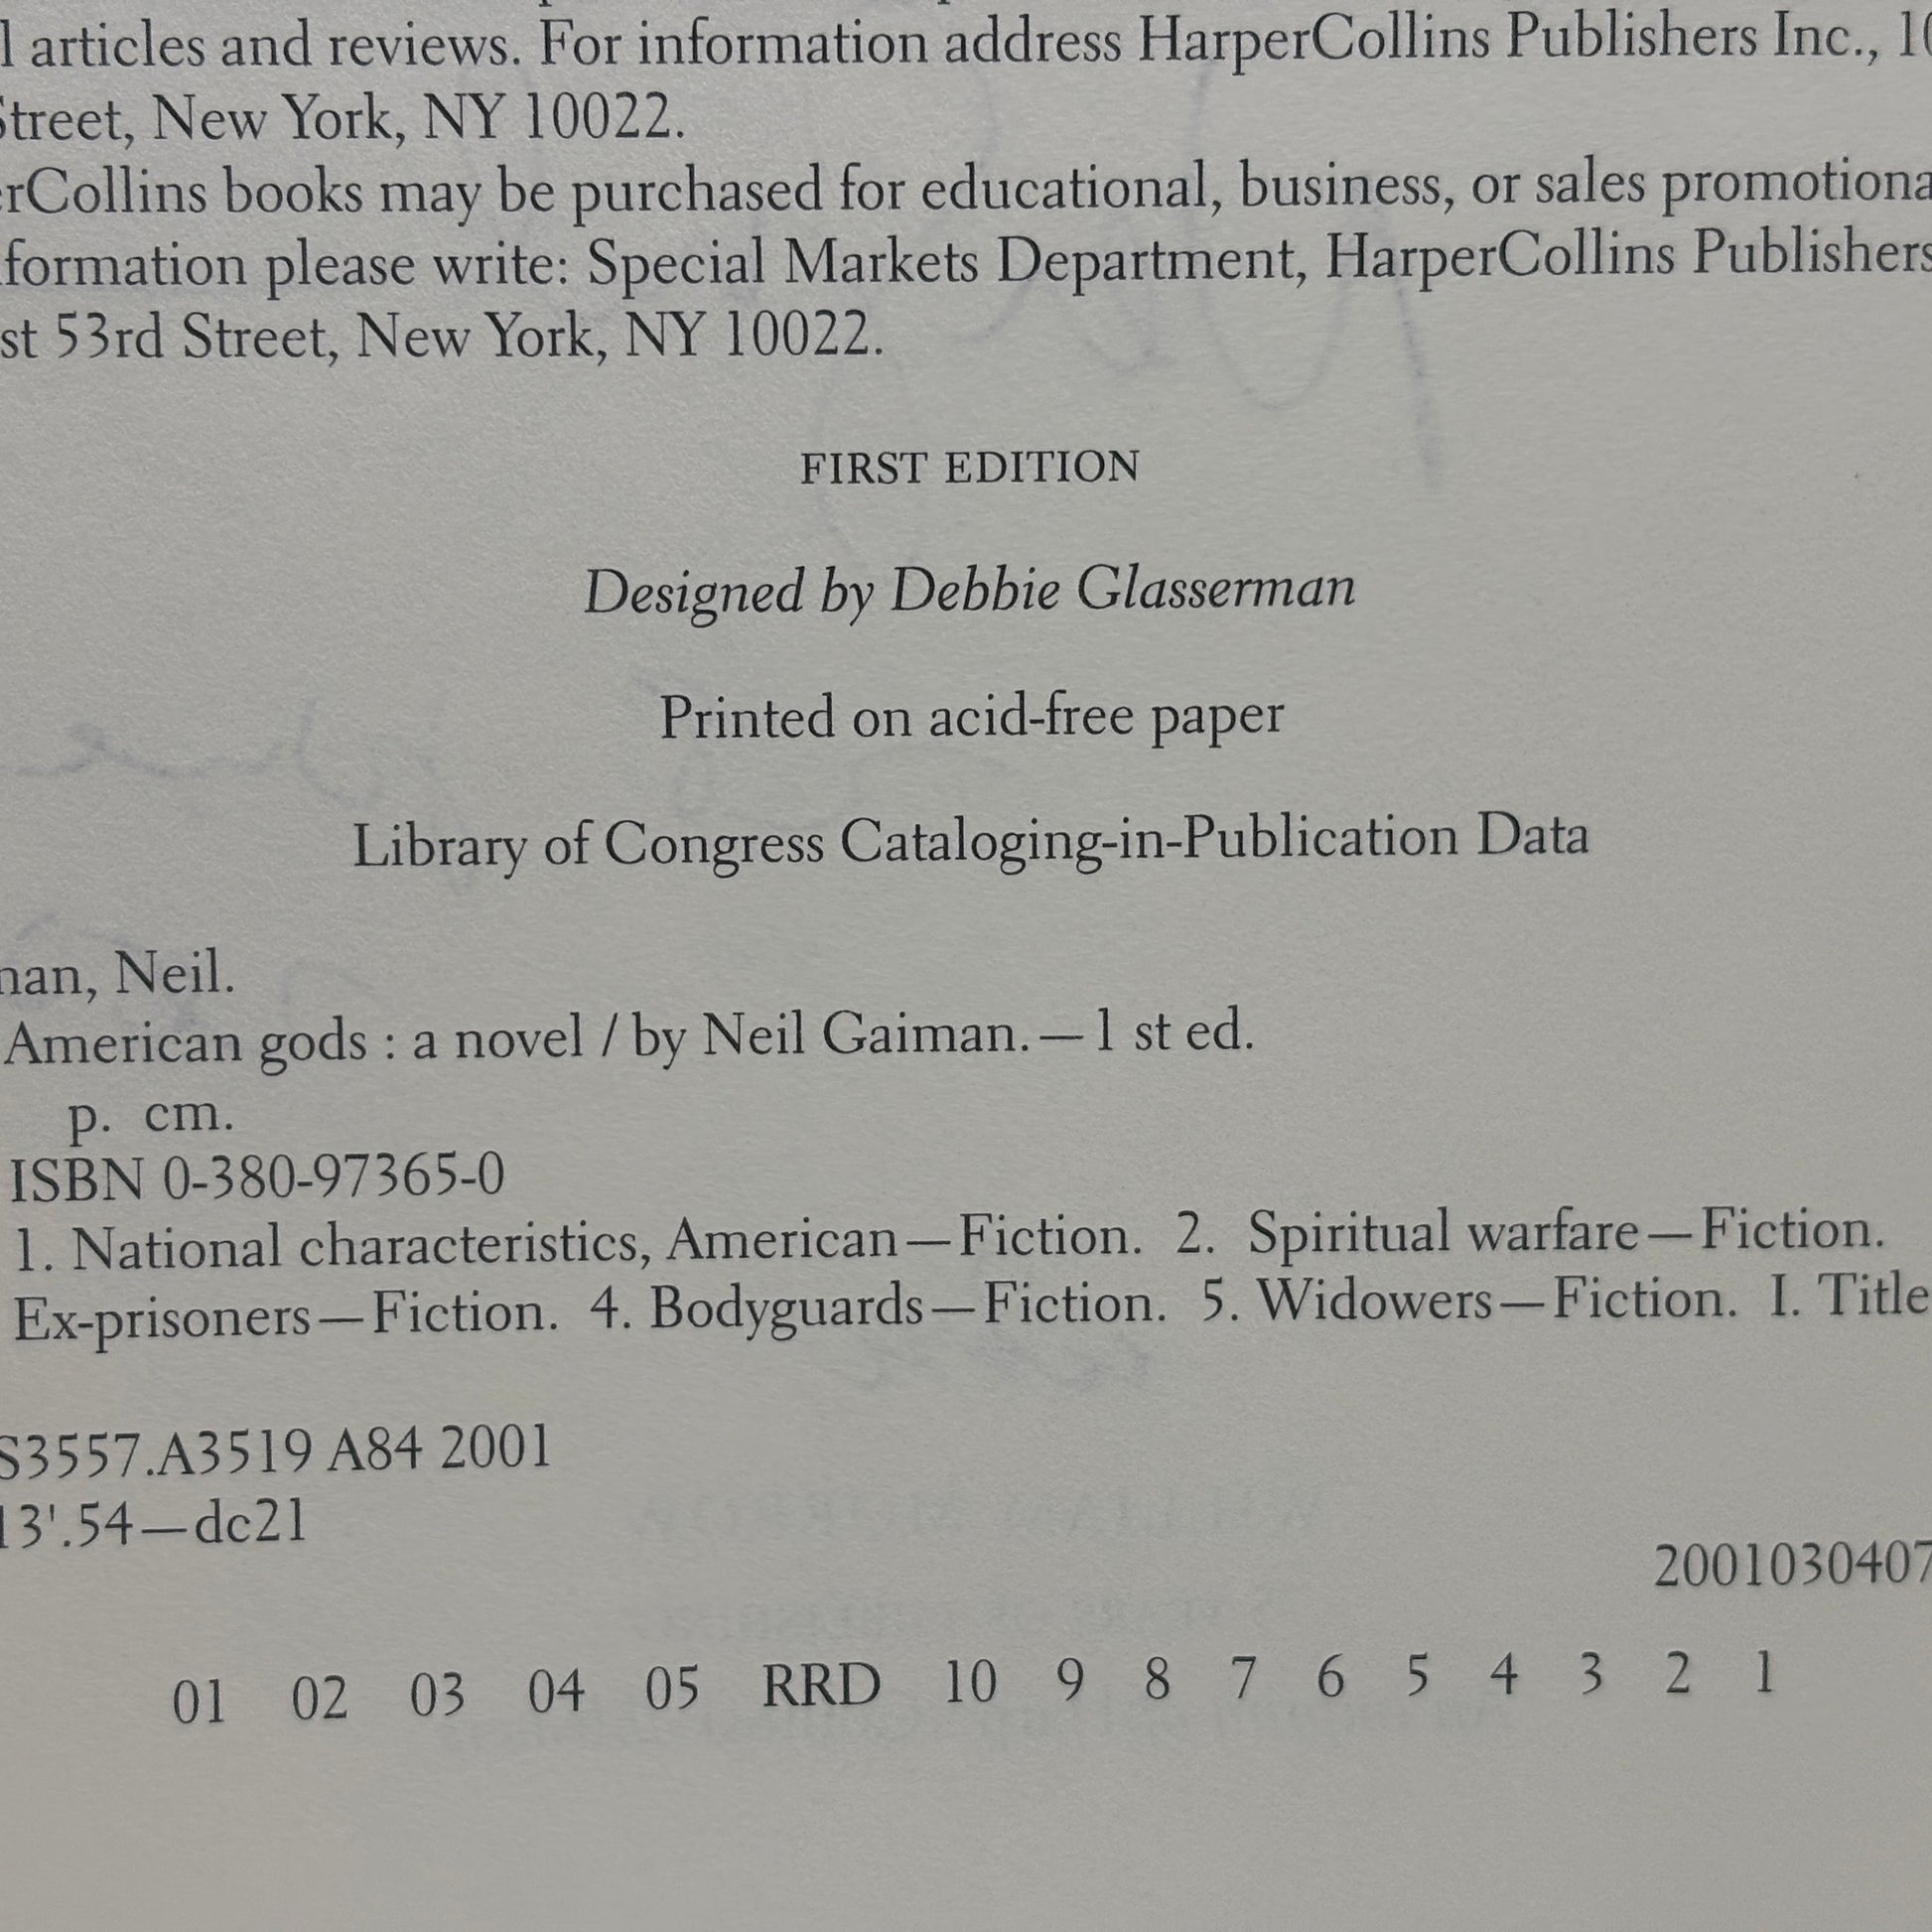 l articles and reviews. For information address HarperCollins Publishers Inc., 10
Street, New York, NY 10022.
erCollins books may be purchased for educational, business, or sales promotiona
formation please write: Special Markets Department, HarperCollins Publishers
st 53rd Street, New York, NY 10022.
FIRST EDITION
Designed by Debbie Glasserman
Printed on acid-free paper
Library of Congress Cataloging-in-Publication Data
man, Neil.
American gods : a novel / by Neil Gaiman.—1 st ed.
p. cm.
ISBN 0-380-97365-0
1. National characteristics, American—Fiction. 2. Spiritual warfare—Fiction.
Ex-prisoners—Fiction. 4. Bodyguards—Fiction. 5. Widowers—Fiction. I. Title
S3557.A3519 A84 2001
13'.54—dc21
2001030407
01 02 03 04 05 RRD 10 9 8 7 6 5 4 3 2 1